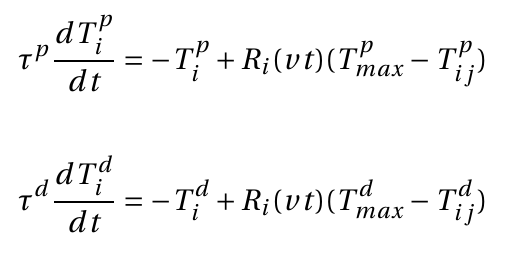 τ^p dT_i^p/dt = −T_i^p + R_i(vt)(T_max^p − T_ij^p)
τ^d dT_i^d/dt = −T_i^d + R_i(vt)(T_max^d − T_ij^d)